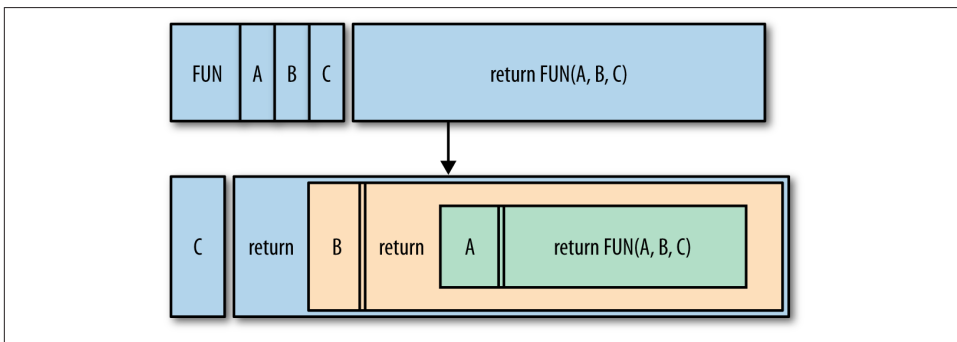 FUN A B C return FUN(A, B, C)
C return B return A return FUN(A, B, C)